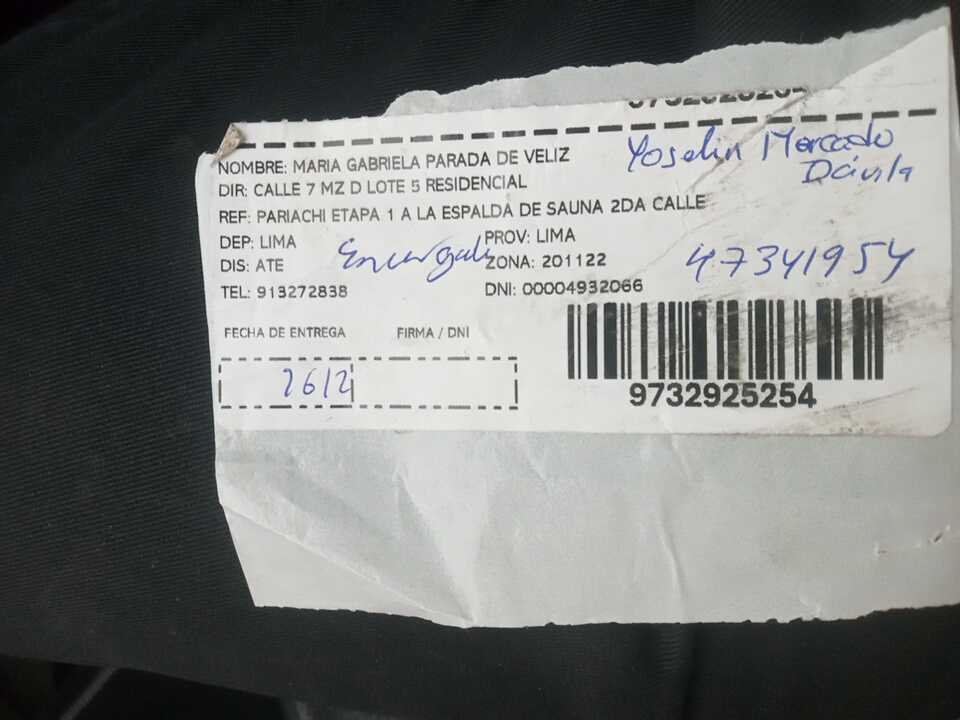 NOMBRE: MARIA GABRIELA PARADA DE VELIZ
Yoselin Mercado
Dávila
DIR: CALLE 7 MZ D LOTE 5 RESIDENCIAL
REF: PARIACHI ETAPA 1 A LA ESPALDA DE SAUNA 2DA CALLE
DEP: LIMA PROV: LIMA
DIS: ATE ZONA: 201122
47341954
TEL: 913272838 DNI: 00004932066
FECHA DE ENTREGA FIRMA / DNI
26/2
9732925254